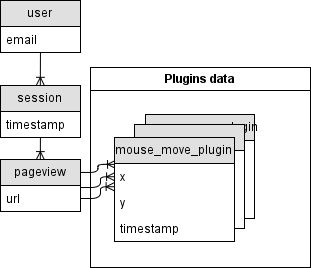 user
email
session
timestamp
pageview
url
Plugins data
mouse_move_plugin
x
y
timestamp